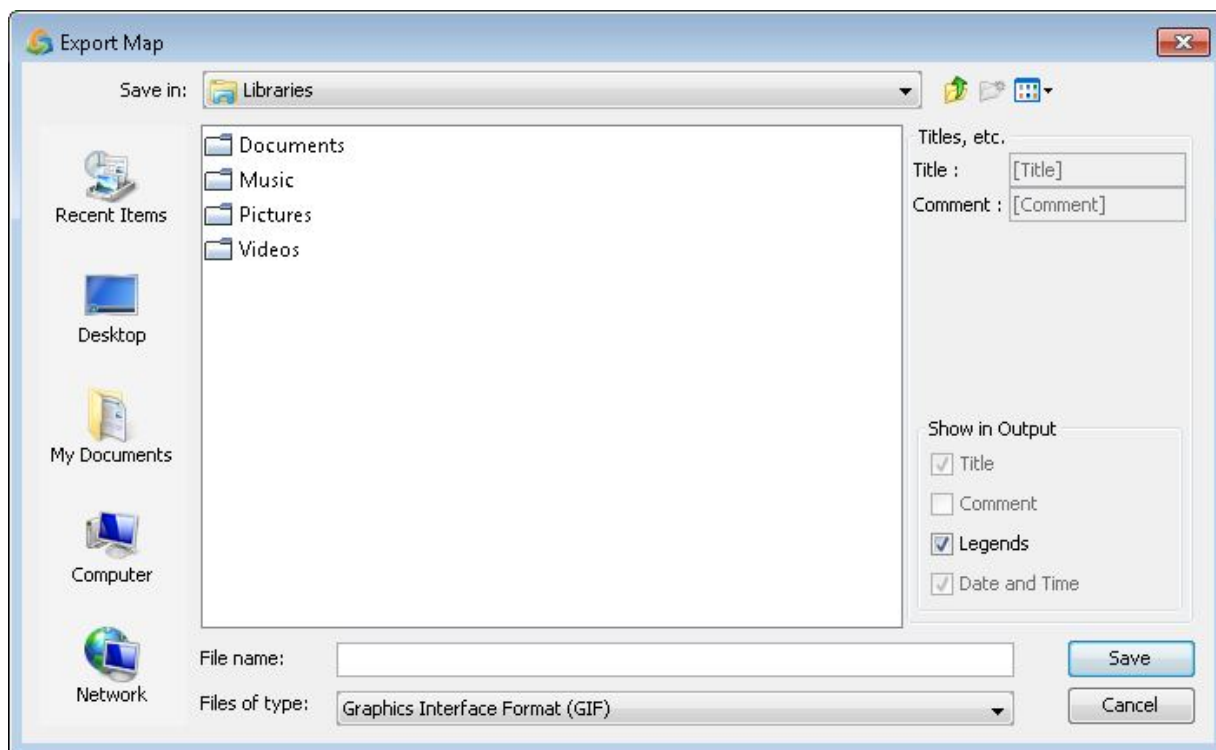 Export Map
Save in: Libraries
Recent Items
Desktop
My Documents
Computer
Network
Documents
Music
Pictures
Videos
Titles, etc.
Title : [Title]
Comment : [Comment]
Show in Output
Title
Comment
Legends
Date and Time
File name:
Save
Files of type: Graphics Interface Format (GIF)
Cancel